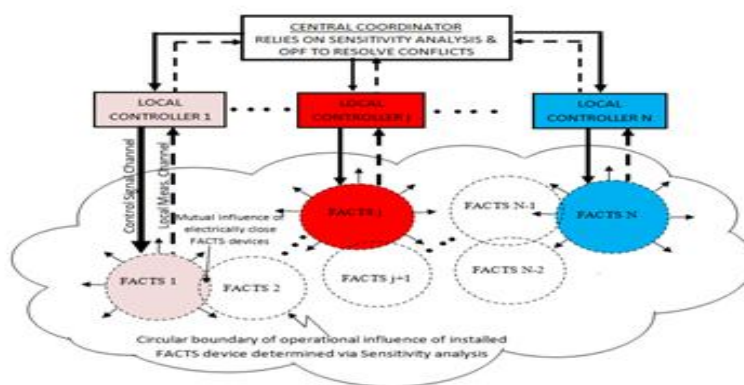 CENTRAL COORDINATOR
RELIES ON SENSITIVITY ANALYSIS &
OPF TO RESOLVE CONFLICTS
LOCAL
CONTROLLER 1
LOCAL
CONTROLLER j
LOCAL
CONTROLLER N
Control Signal Channel
Local Meas. Channel
Mutual influence of
electrically close
FACTS devices
FACTS j
FACTS N-1
FACTS N
FACTS 1
FACTS 2
FACTS j+1
FACTS N-2
Circular boundary of operational influence of installed
FACTS device determined via Sensitivity analysis